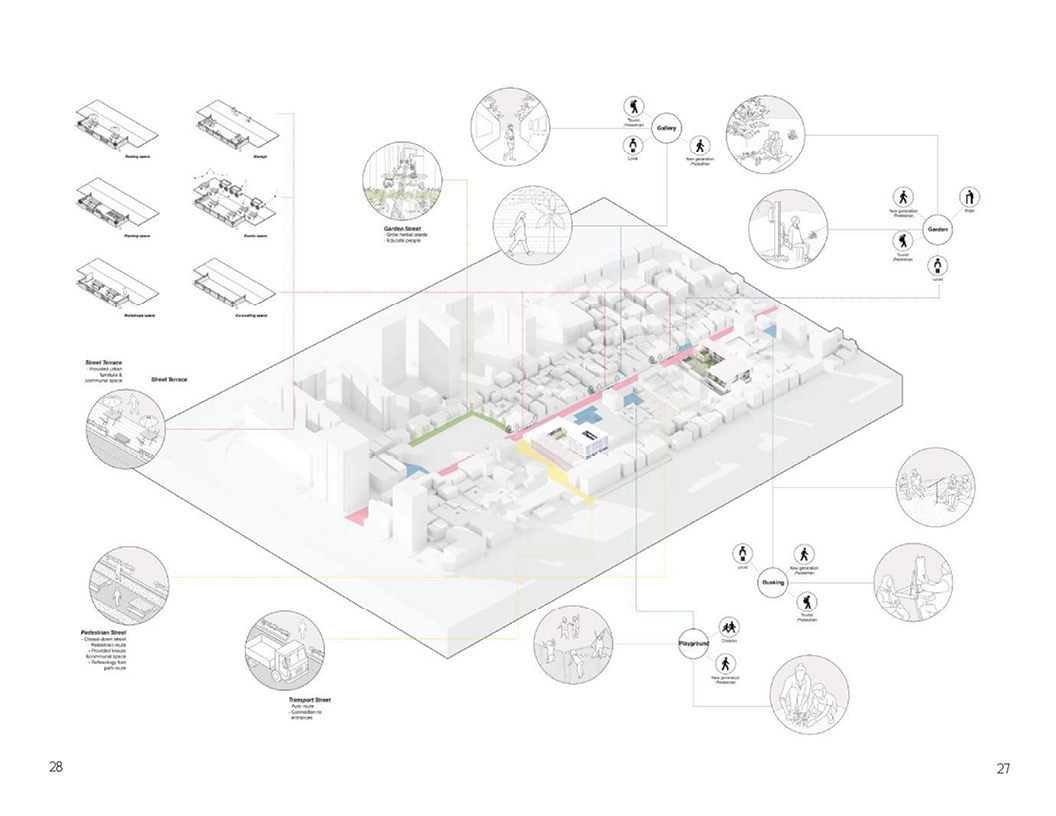 Resting space
Storage
Planting space
Events space
Workshops space
Co-working space
Street Terrace
- Provided urban
furniture &
communal space
Street Terrace
Garden Street
- Grow herbal plants
- Educate people
Tourist
/Pedestrian
Gallery
Local
New generation
/Pedestrian
New generation
/Pedestrian
Elder
Garden
Tourist
/Pedestrian
Local
Pedestrian Street
- Closed-down street
- Pedestrian route
- Provided leisure
&communal space
- Reflexology foot
path route
Transport Street
- Auto route
- Connection to
entrances
Local
New generation
/Pedestrian
Busking
Tourist
/Pedestrian
Children
Playground
New generation
/Pedestrian
28
27